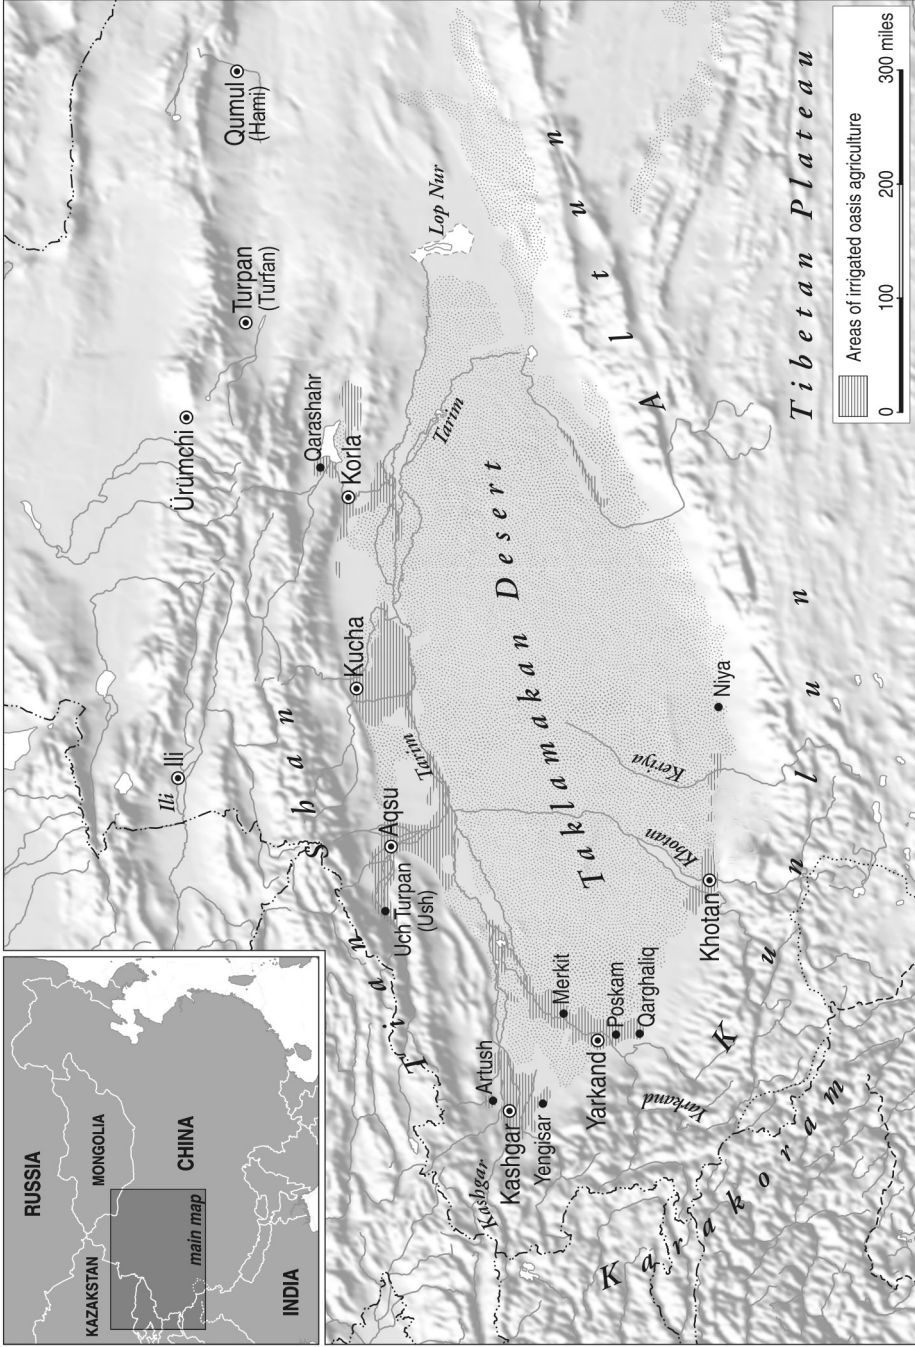 RUSSIA
KAZAKSTAN
MONGOLIA
CHINA
main map
INDIA
Qumul
(Hami)
Turpan
(Turfan)
Ürümchi
Lop Nur
Qarashahr
Korla
Tarim
Ili
Ili
Kucha
Tarim
Aqsu
Uch Turpan
(Ush)
Tian Shan
Taklamakan Desert
Artush
Kashgar
Kashgar
Yengisar
Merkit
Yarkand
Poskam
Qarghaliq
Yarkand
Khotan
Khotan
Keriya
Niya
Altun
Kunlun
Karakoram
Tibetan Plateau
Areas of irrigated oasis agriculture
0 100 200 300 miles